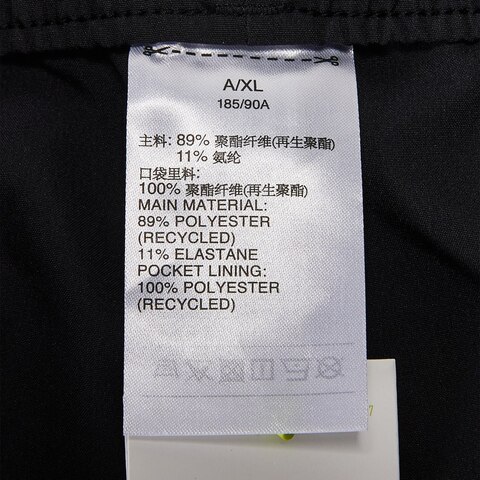 A/XL
185/90A
主料: 89% 聚酯纤维(再生聚酯)
11% 氨纶
口袋里料:
100% 聚酯纤维(再生聚酯)
MAIN MATERIAL:
89% POLYESTER
(RECYCLED)
11% ELASTANE
POCKET LINING:
100% POLYESTER
(RECYCLED)